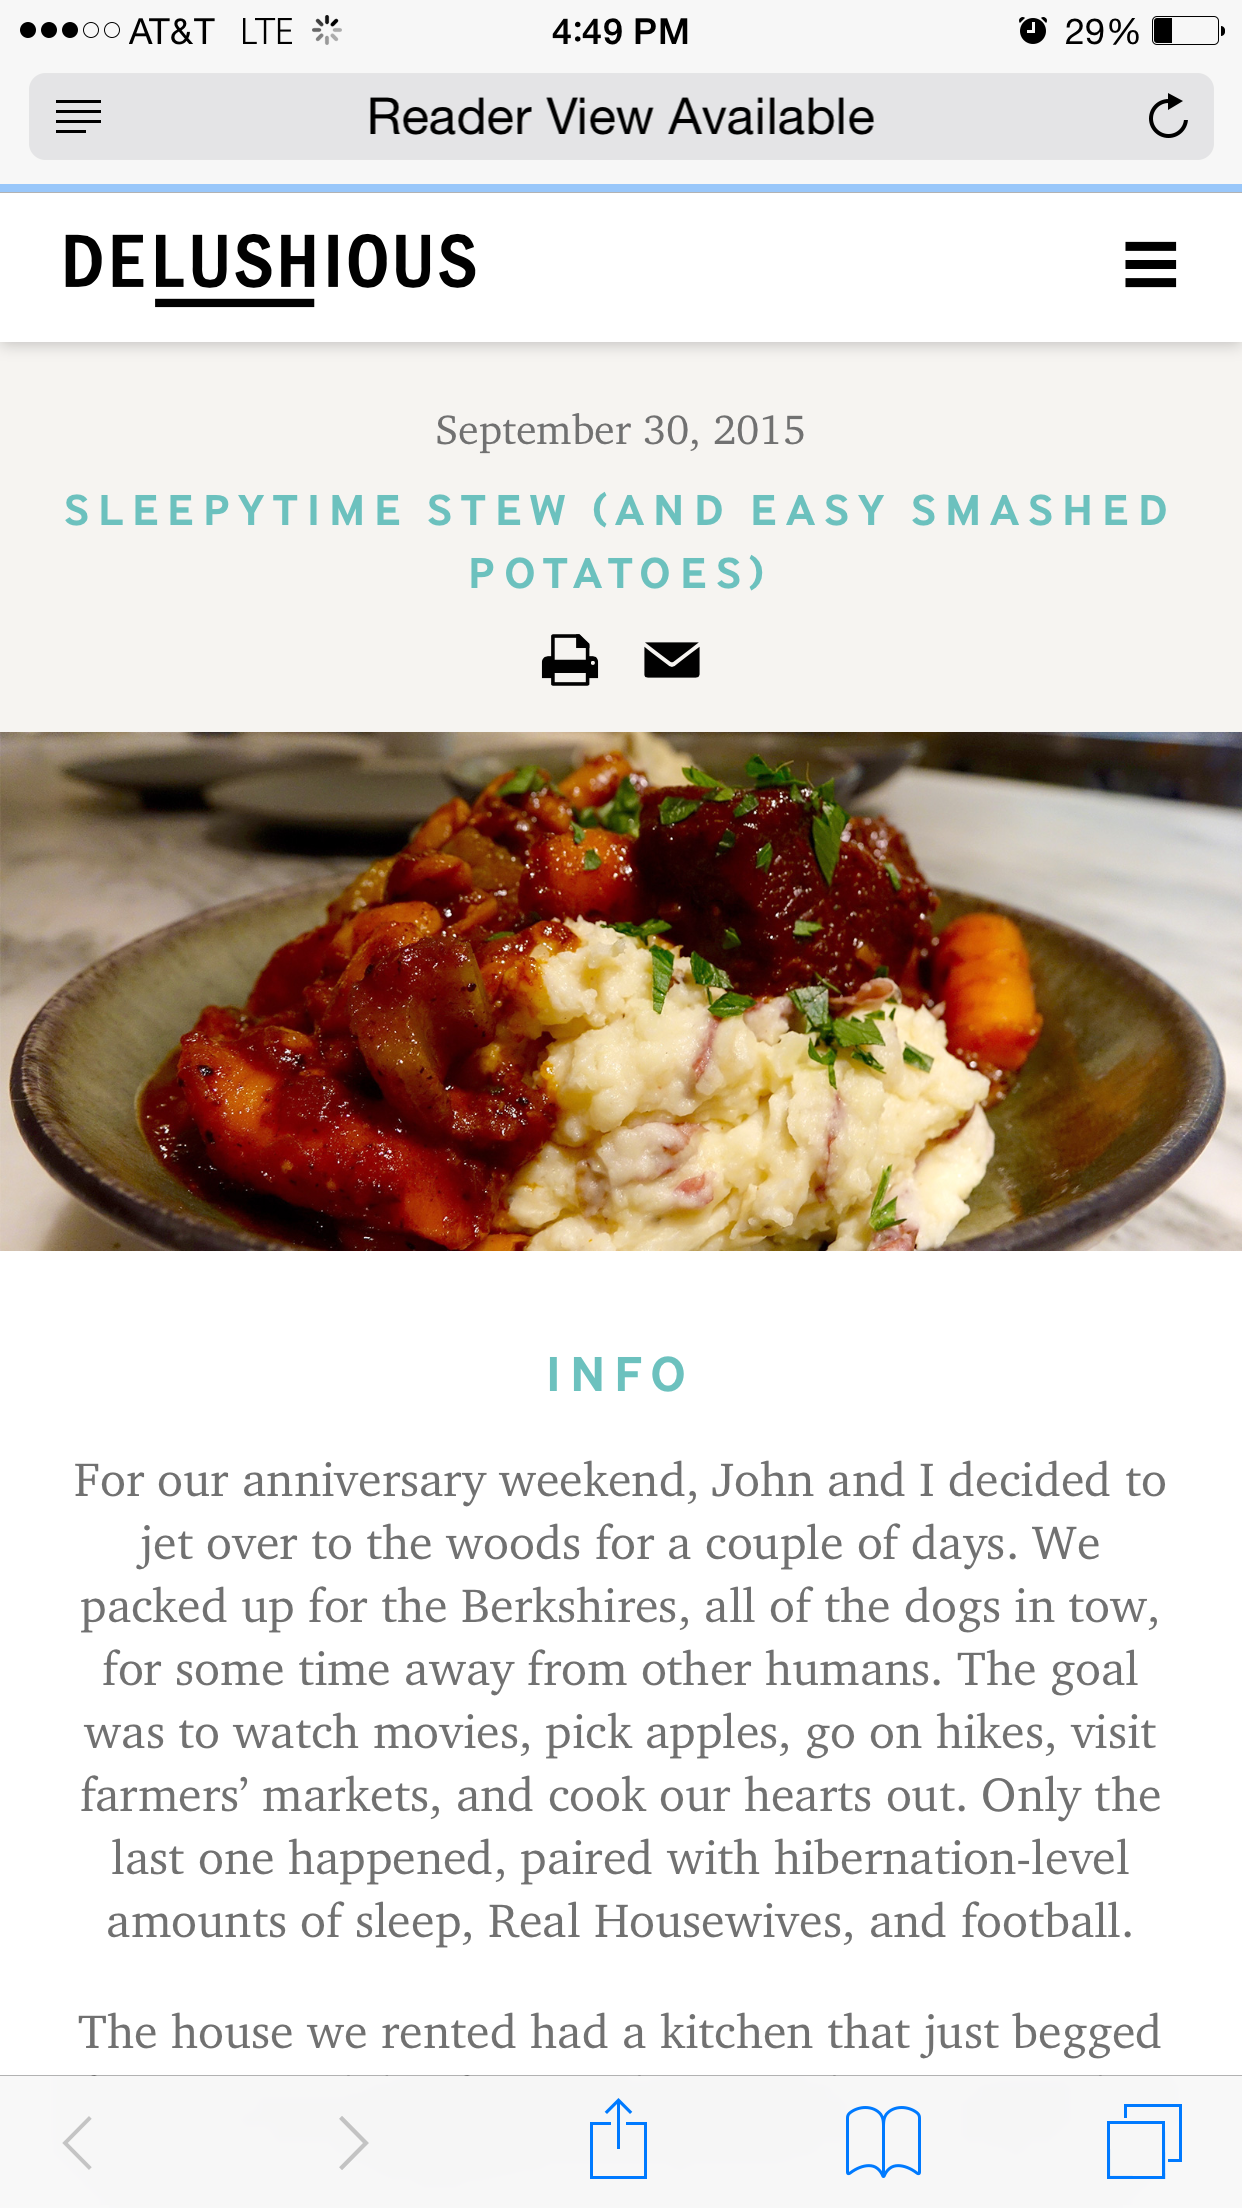 AT&T LTE 4:49 PM 29%
Reader View Available
DELUSHIOUS
September 30, 2015
SLEEPYTIME STEW (AND EASY SMASHED
POTATOES)
INFO
For our anniversary weekend, John and I decided to
jet over to the woods for a couple of days. We
packed up for the Berkshires, all of the dogs in tow,
for some time away from other humans. The goal
was to watch movies, pick apples, go on hikes, visit
farmers’ markets, and cook our hearts out. Only the
last one happened, paired with hibernation-level
amounts of sleep, Real Housewives, and football.
The house we rented had a kitchen that just begged